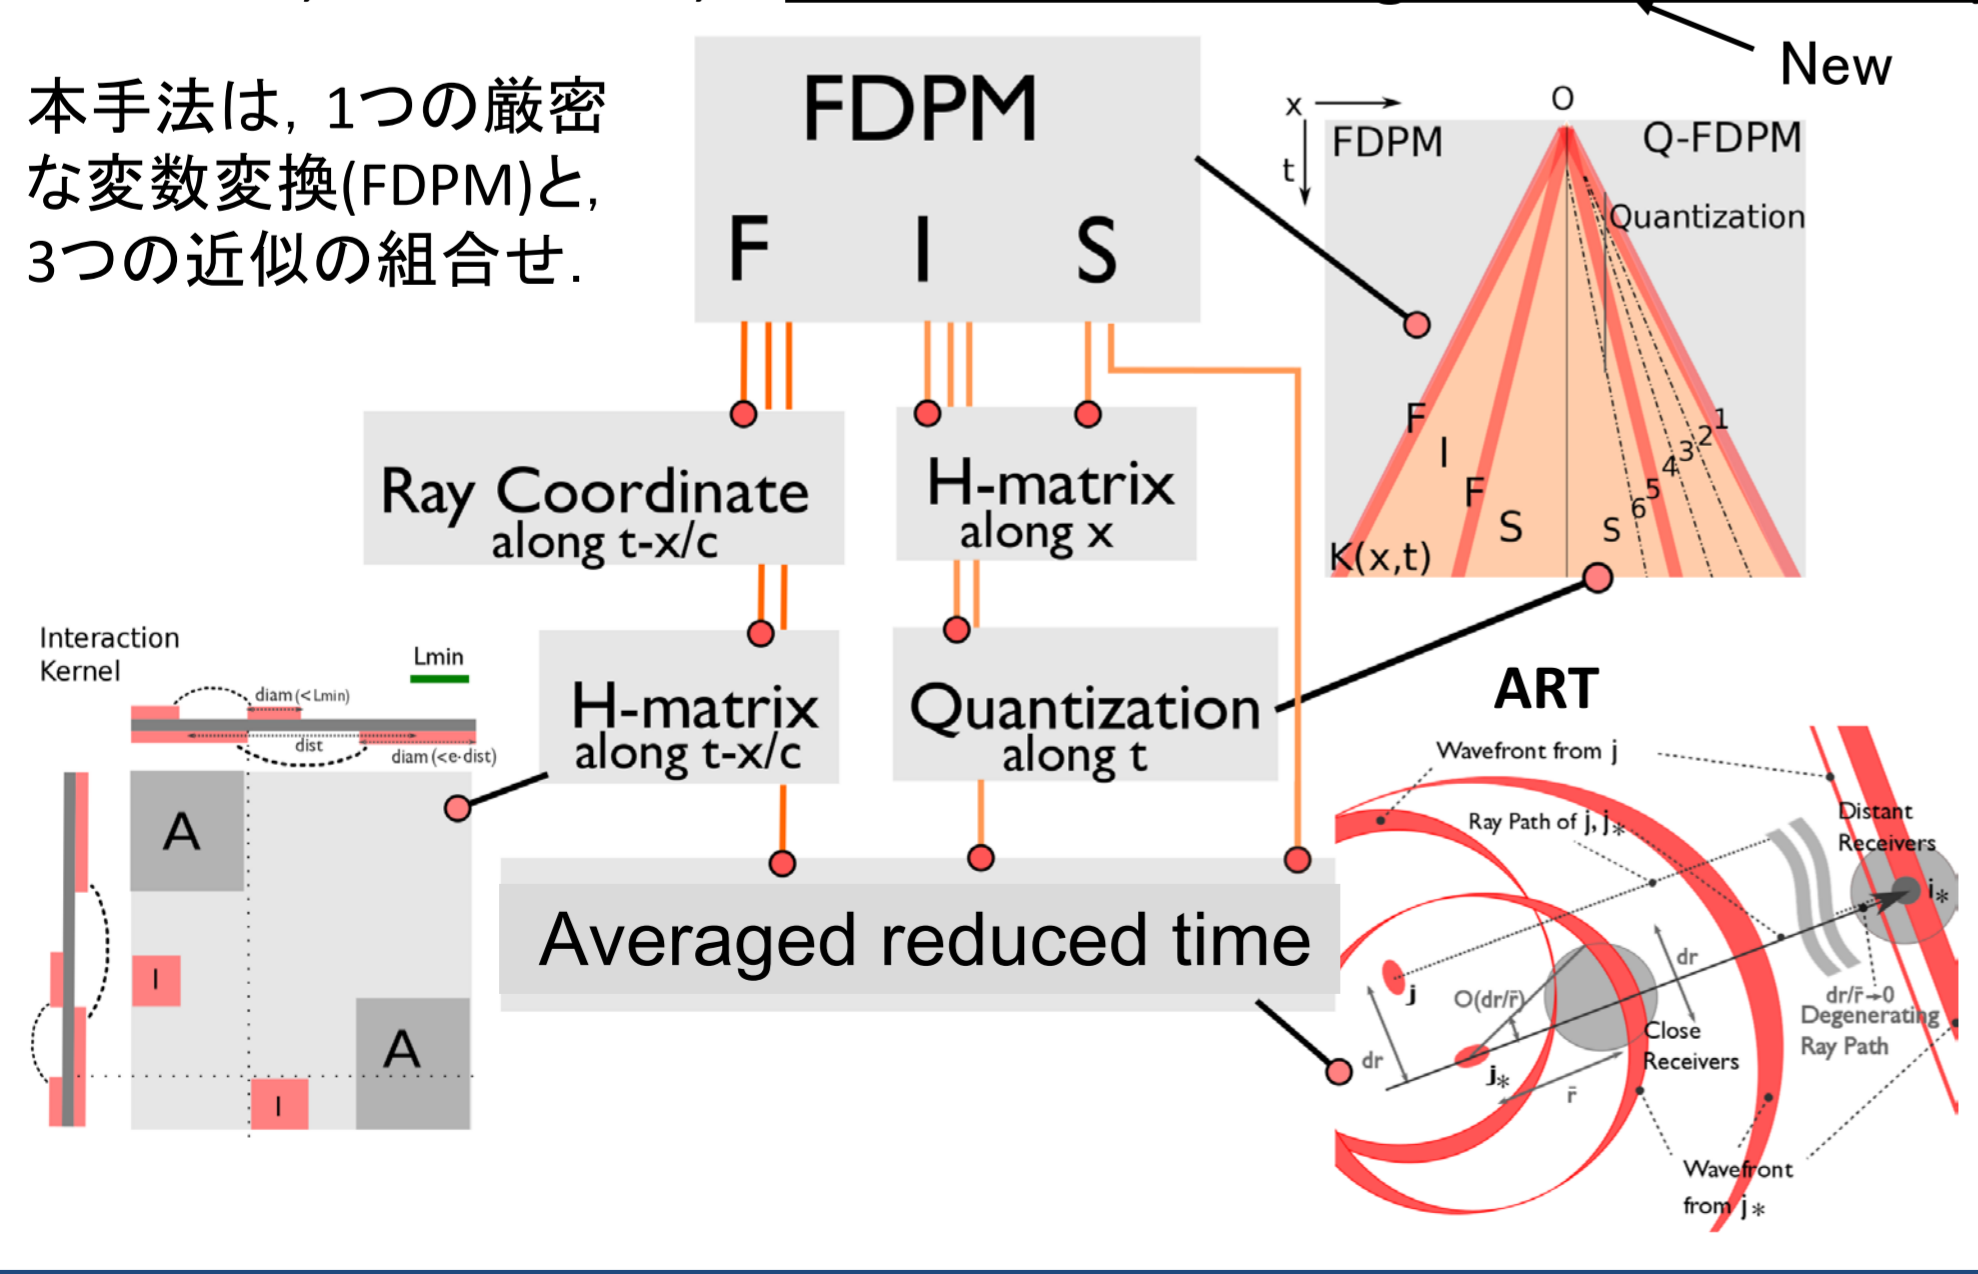 New
本手法は, 1つの厳密
な変数変換(FDPM)と,
3つの近似の組合せ.
FDPM
F I S
Ray Coordinate
along t-x/c
H-matrix
along x
H-matrix
along t-x/c
Quantization
along t
Averaged reduced time
x
t
O
FDPM
Q-FDPM
Quantization
F
I
F
S
S
6
5
4
3
2
1
K(x,t)
Interaction
Kernel
Lmin
diam (<Lmin)
dist
diam (<e·dist)
A
I
A
I
ART
Wavefront from j
Ray Path of j, j*
Distant
Receivers
i*
j
O(dr/r̄)
dr
dr
j*
r̄
Close
Receivers
dr/r̄→0
Degenerating
Ray Path
Wavefront
from j*